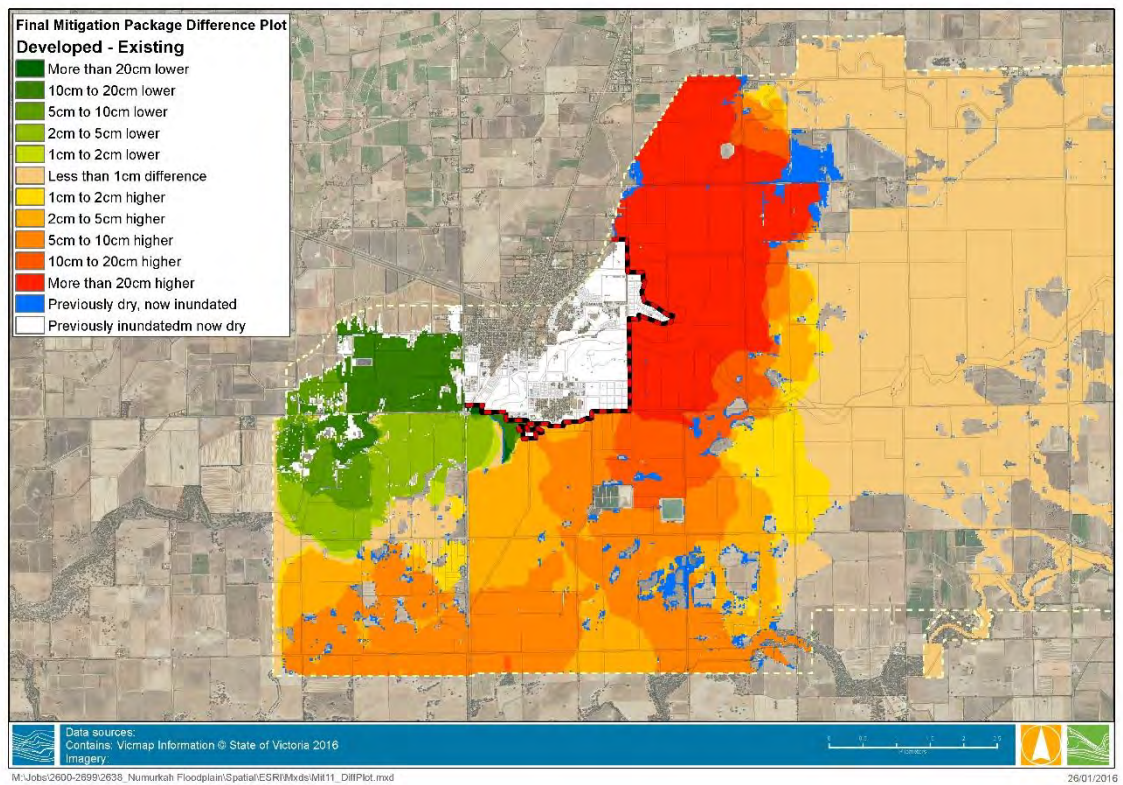 Final Mitigation Package Difference Plot
Developed - Existing
More than 20cm lower
10cm to 20cm lower
5cm to 10cm lower
2cm to 5cm lower
1cm to 2cm lower
Less than 1cm difference
1cm to 2cm higher
2cm to 5cm higher
5cm to 10cm higher
10cm to 20cm higher
More than 20cm higher
Previously dry, now inundated
Previously inundatedm now dry
Data sources:
Contains: Vicmap Information © State of Victoria 2016
Imagery:
M:\Jobs\2600-2699\2638_Numurkah Floodplain\Spatial\ESRI\Mxds\Mit11_DiffPlot.mxd
26/01/2016